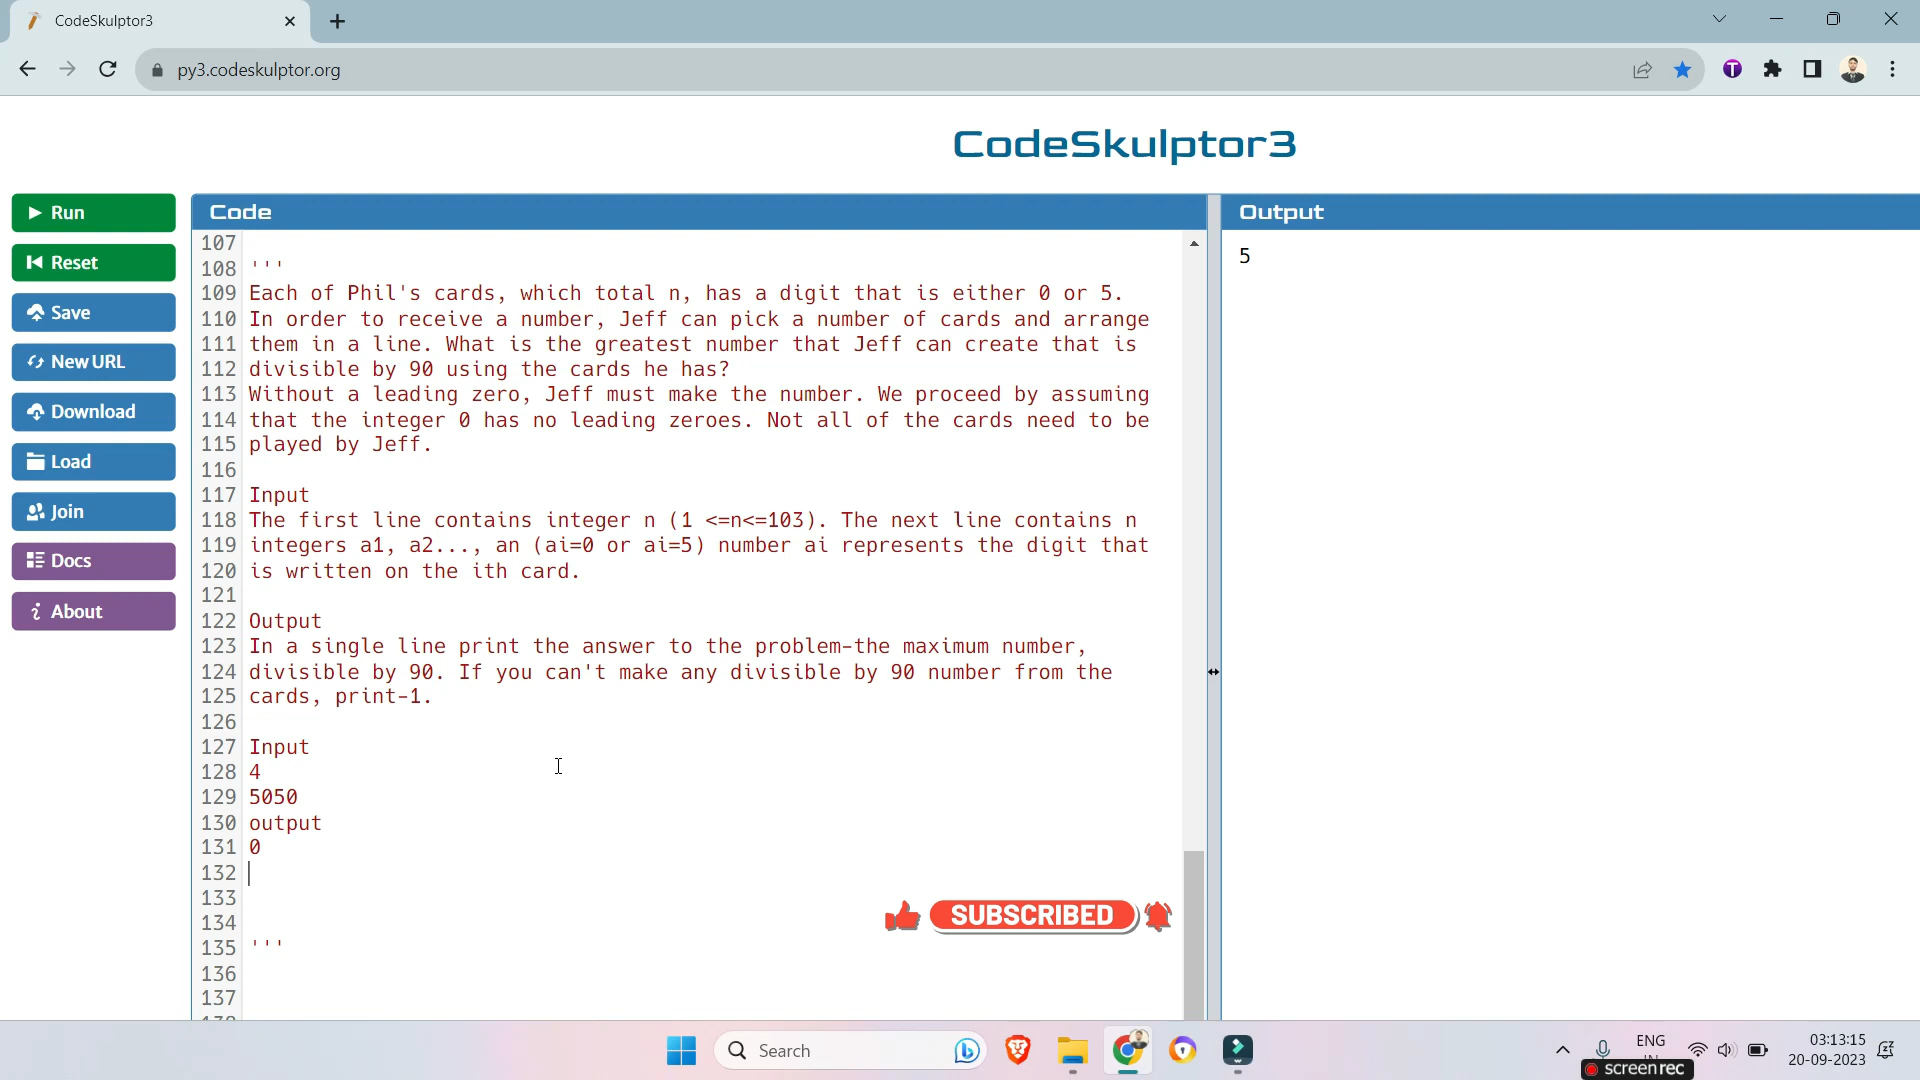 CodeSkulptor3
py3.codeskulptor.org
CodeSkulptor3
Run
Reset
Save
New URL
Download
Load
Join
Docs
About
Code
Output
5
107
108 '''
109 Each of Phil's cards, which total n, has a digit that is either 0 or 5.
110 In order to receive a number, Jeff can pick a number of cards and arrange
111 them in a line. What is the greatest number that Jeff can create that is
112 divisible by 90 using the cards he has?
113 Without a leading zero, Jeff must make the number. We proceed by assuming
114 that the integer 0 has no leading zeroes. Not all of the cards need to be
115 played by Jeff.
116
117 Input
118 The first line contains integer n (1 <=n<=103). The next line contains n
119 integers a1, a2..., an (ai=0 or ai=5) number ai represents the digit that
120 is written on the ith card.
121
122 Output
123 In a single line print the answer to the problem-the maximum number,
124 divisible by 90. If you can't make any divisible by 90 number from the
125 cards, print-1.
126
127 Input
128 4
129 5050
130 output
131 0
132
133
134
135 '''
136
137
SUBSCRIBED
Search
ENG
03:13:15
20-09-2023
screenrec